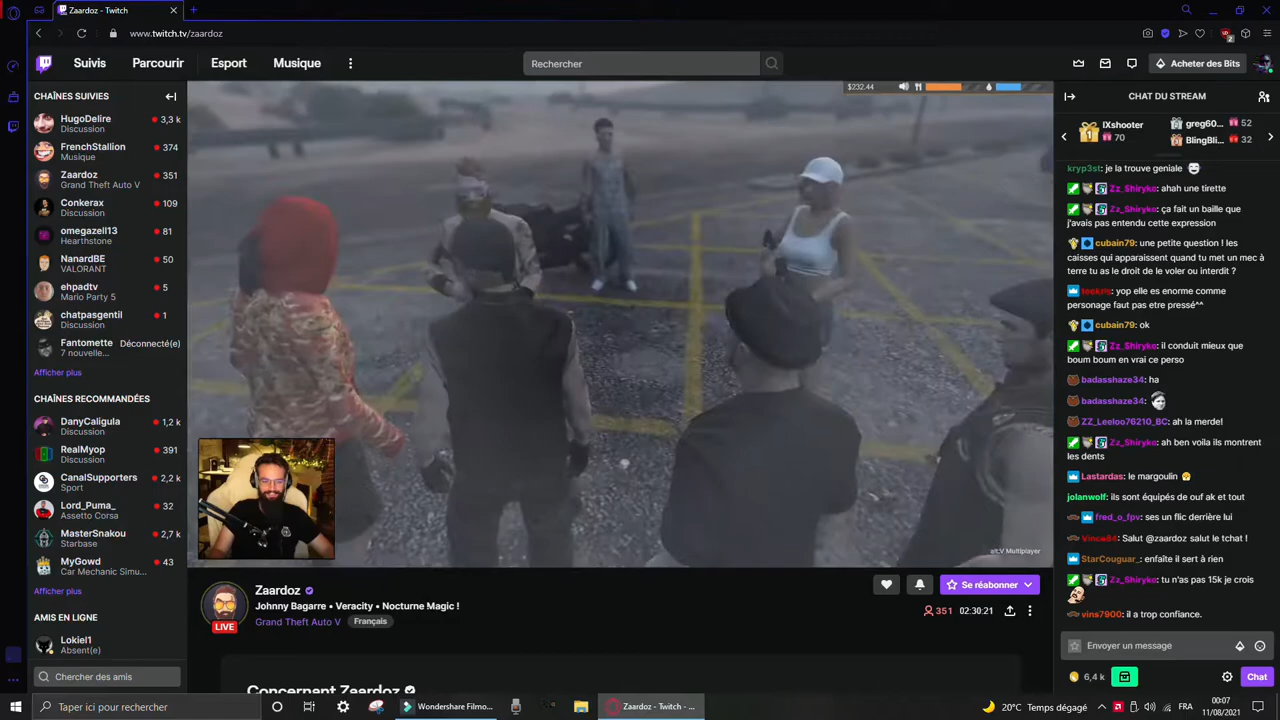 Zaardoz - Twitch
www.twitch.tv/zaardoz
Suivis
Parcourir
Esport
Musique
Rechercher
Acheter des Bits
CHAÎNES SUIVIES
HugoDelire
3,3 k
Discussion
FrenchStallion
374
Musique
Zaardoz
351
Grand Theft Auto V
Conkerax
109
Discussion
omegazell13
81
Hearthstone
NanardBE
50
VALORANT
ehpadtv
5
Mario Party 5
chatpasgentil
1
Discussion
Fantomette
Déconnecté(e)
7 nouvelle...
Afficher plus
CHAÎNES RECOMMANDÉES
DanyCaligula
1,2 k
Discussion
RealMyop
391
Discussion
CanalSupporters
2,2 k
Sport
Lord_Puma_
32
Assetto Corsa
MasterSnakou
2,7 k
Starbase
MyGowd
43
Car Mechanic Simu...
Afficher plus
AMIS EN LIGNE
Lokiel1
Absent(e)
Chercher des amis
$232.44
alt:V Multiplayer
Zaardoz
LIVE
Johnny Bagarre • Veracity • Nocturne Magic !
Grand Theft Auto V
Français
Se réabonner
351
02:30:21
Concernant Zaardoz
CHAT DU STREAM
1
IXshooter
70
greg60...
52
BlingBli...
32
kryp3st: je la trouve geniale
Zz_Shiryko: ahah une tirette
Zz_Shiryko: ça fait un baille que
j'avais pas entendu cette expression
cubain79: une petite question ! les
caisses qui apparaissent quand tu met un mec à
terre tu as le droit de le voler ou interdit ?
: yop elle es enorme comme
personage faut pas etre pressé^^
cubain79: ok
Zz_Shiryko: il conduit mieux que
boum boum en vrai ce perso
badasshaze34: ha
badasshaze34:
ZZ_Leeloo76210_BC: ah la merde!
Zz_Shiryko: ah ben voila ils montrent
les dents
Lastardas: le margoulin
jolanwolf: ils sont équipés de ouf ak et tout
fred_o_fpv: ses un flic derrière lui
Vince84: Salut @zaardoz salut le tchat !
StarCouguar_: enfaîte il sert à rien
Zz_Shiryko: tu n'as pas 15k je crois
vins7900: il a trop confiance.
Envoyer un message
6,4 k
Chat
Taper ici pour rechercher
Wondershare Filmo...
Zaardoz - Twitch - ...
20°C Temps dégagé
FRA
00:07
11/08/2021